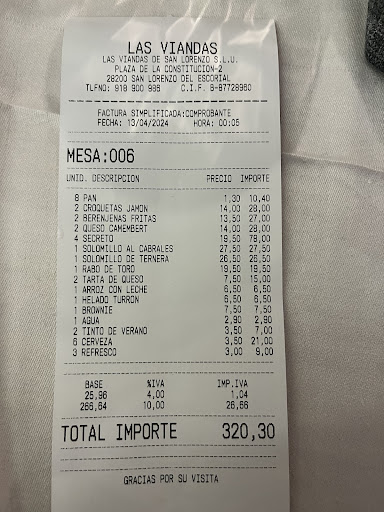 LAS VIANDAS
LAS VIANDAS DE SAN LORENZO S.L.U.
PLAZA DE LA CONSTITUCION-2
28200 SAN LORENZO DEL ESCORIAL
TLFNO: 918 900 986 C.I.F. B-87728960
FACTURA SIMPLIFICADA:COMPROBANTE
FECHA: 13/04/2024 HORA: 00:05
MESA:006
UNID. DESCRIPCION PRECIO IMPORTE
8 PAN 1,30 10,40
2 CROQUETAS JAMON 14,00 28,00
2 BERENJENAS FRITAS 13,50 27,00
2 QUESO CAMEMBERT 14,00 28,00
4 SECRETO 19,50 78,00
1 SOLOMILLO AL CABRALES 27,50 27,50
1 SOLOMILLO DE TERNERA 26,50 26,50
1 RABO DE TORO 19,50 19,50
2 TARTA DE QUESO 7,50 15,00
1 ARROZ CON LECHE 6,50 6,50
1 HELADO TURRON 6,50 6,50
1 BROWNIE 7,50 7,50
1 AGUA 2,90 2,90
2 TINTO DE VERANO 3,50 7,00
6 CERVEZA 3,50 21,00
3 REFRESCO 3,00 9,00
BASE %IVA IMP.IVA
25,96 4,00 1,04
266,64 10,00 26,66
TOTAL IMPORTE 320,30
GRACIAS POR SU VISITA